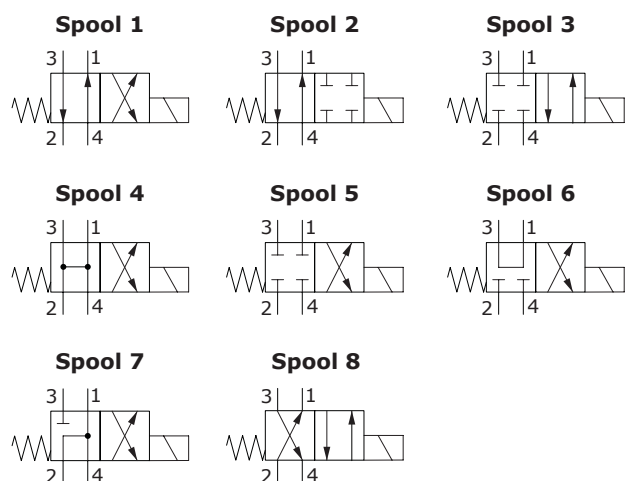 Spool 1 Spool 2 Spool 3
3 1 3 1 3 1
2 4 2 4 2 4
Spool 4 Spool 5 Spool 6
3 1 3 1 3 1
2 4 2 4 2 4
Spool 7 Spool 8
3 1 3 1
2 4 2 4